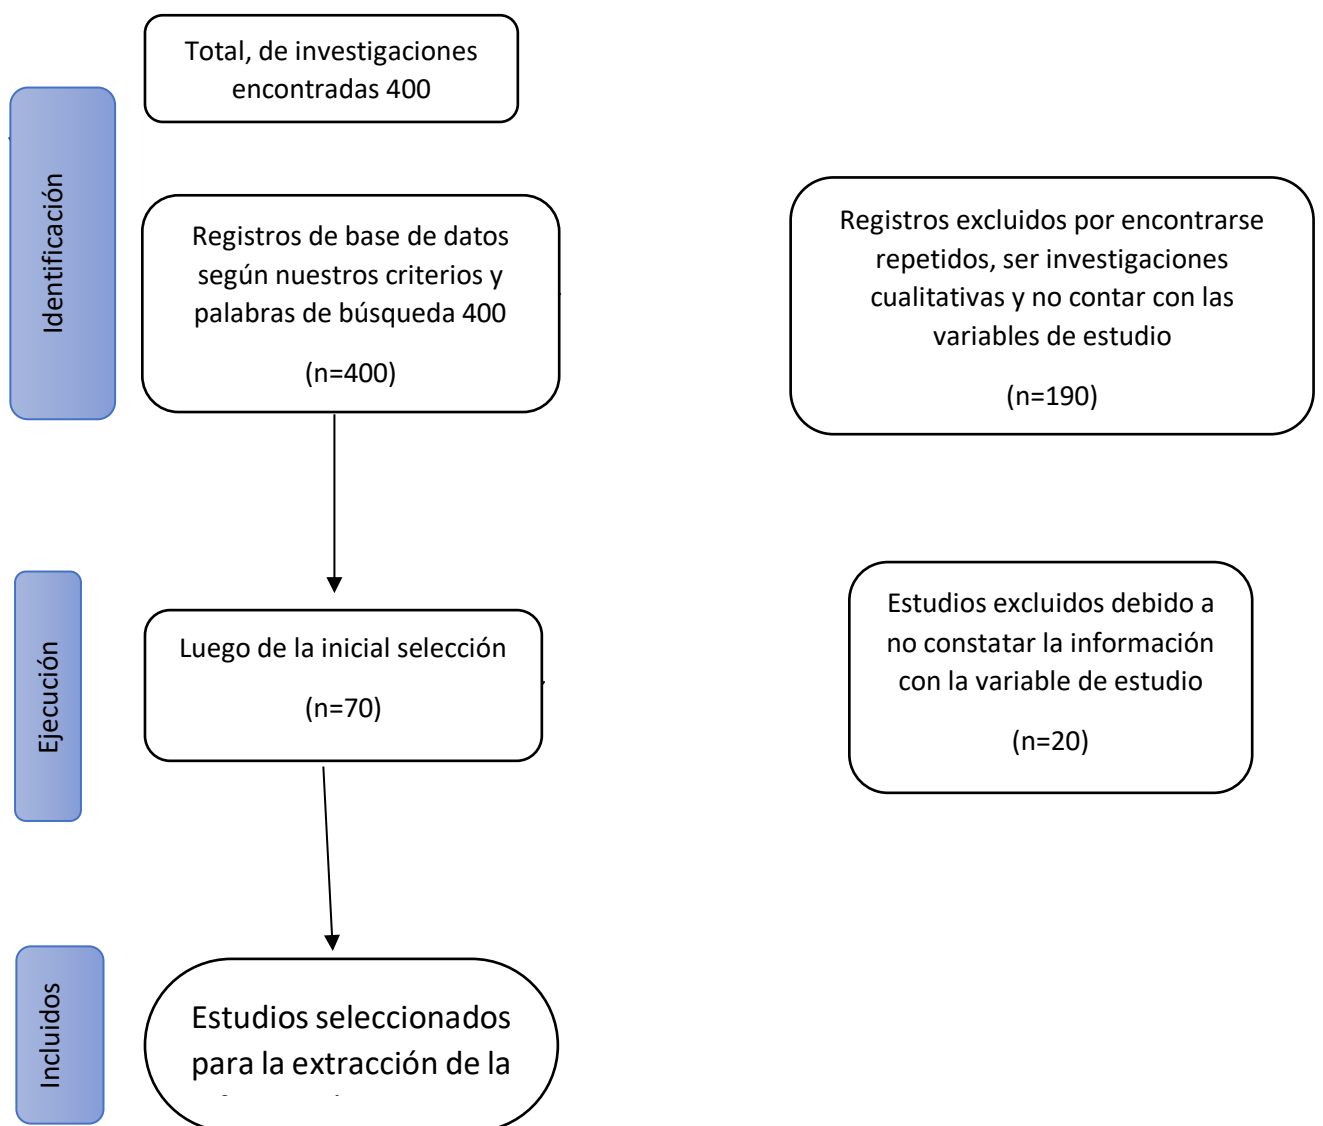 Total, de investigaciones
encontradas 400
Identificación
Registros de base de datos
según nuestros criterios y
palabras de búsqueda 400
(n=400)
Registros excluidos por encontrarse
repetidos, ser investigaciones
cualitativas y no contar con las
variables de estudio
(n=190)
Ejecución
Luego de la inicial selección
(n=70)
Estudios excluidos debido a
no constatar la información
con la variable de estudio
(n=20)
Incluidos
Estudios seleccionados
para la extracción de la